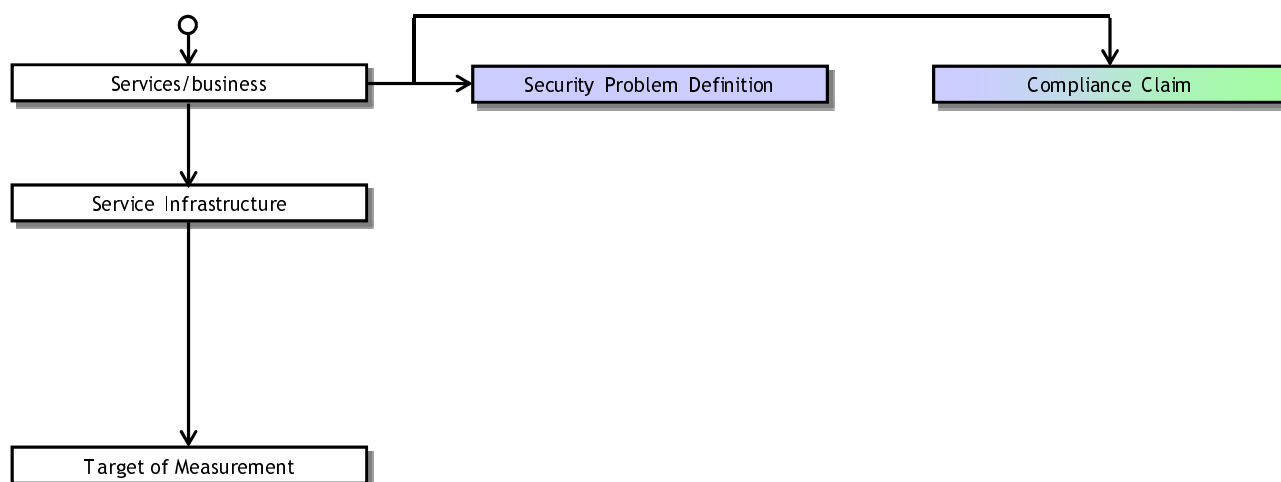 Services/business
Security Problem Definition
Compliance Claim
Service Infrastructure
Target of Measurement